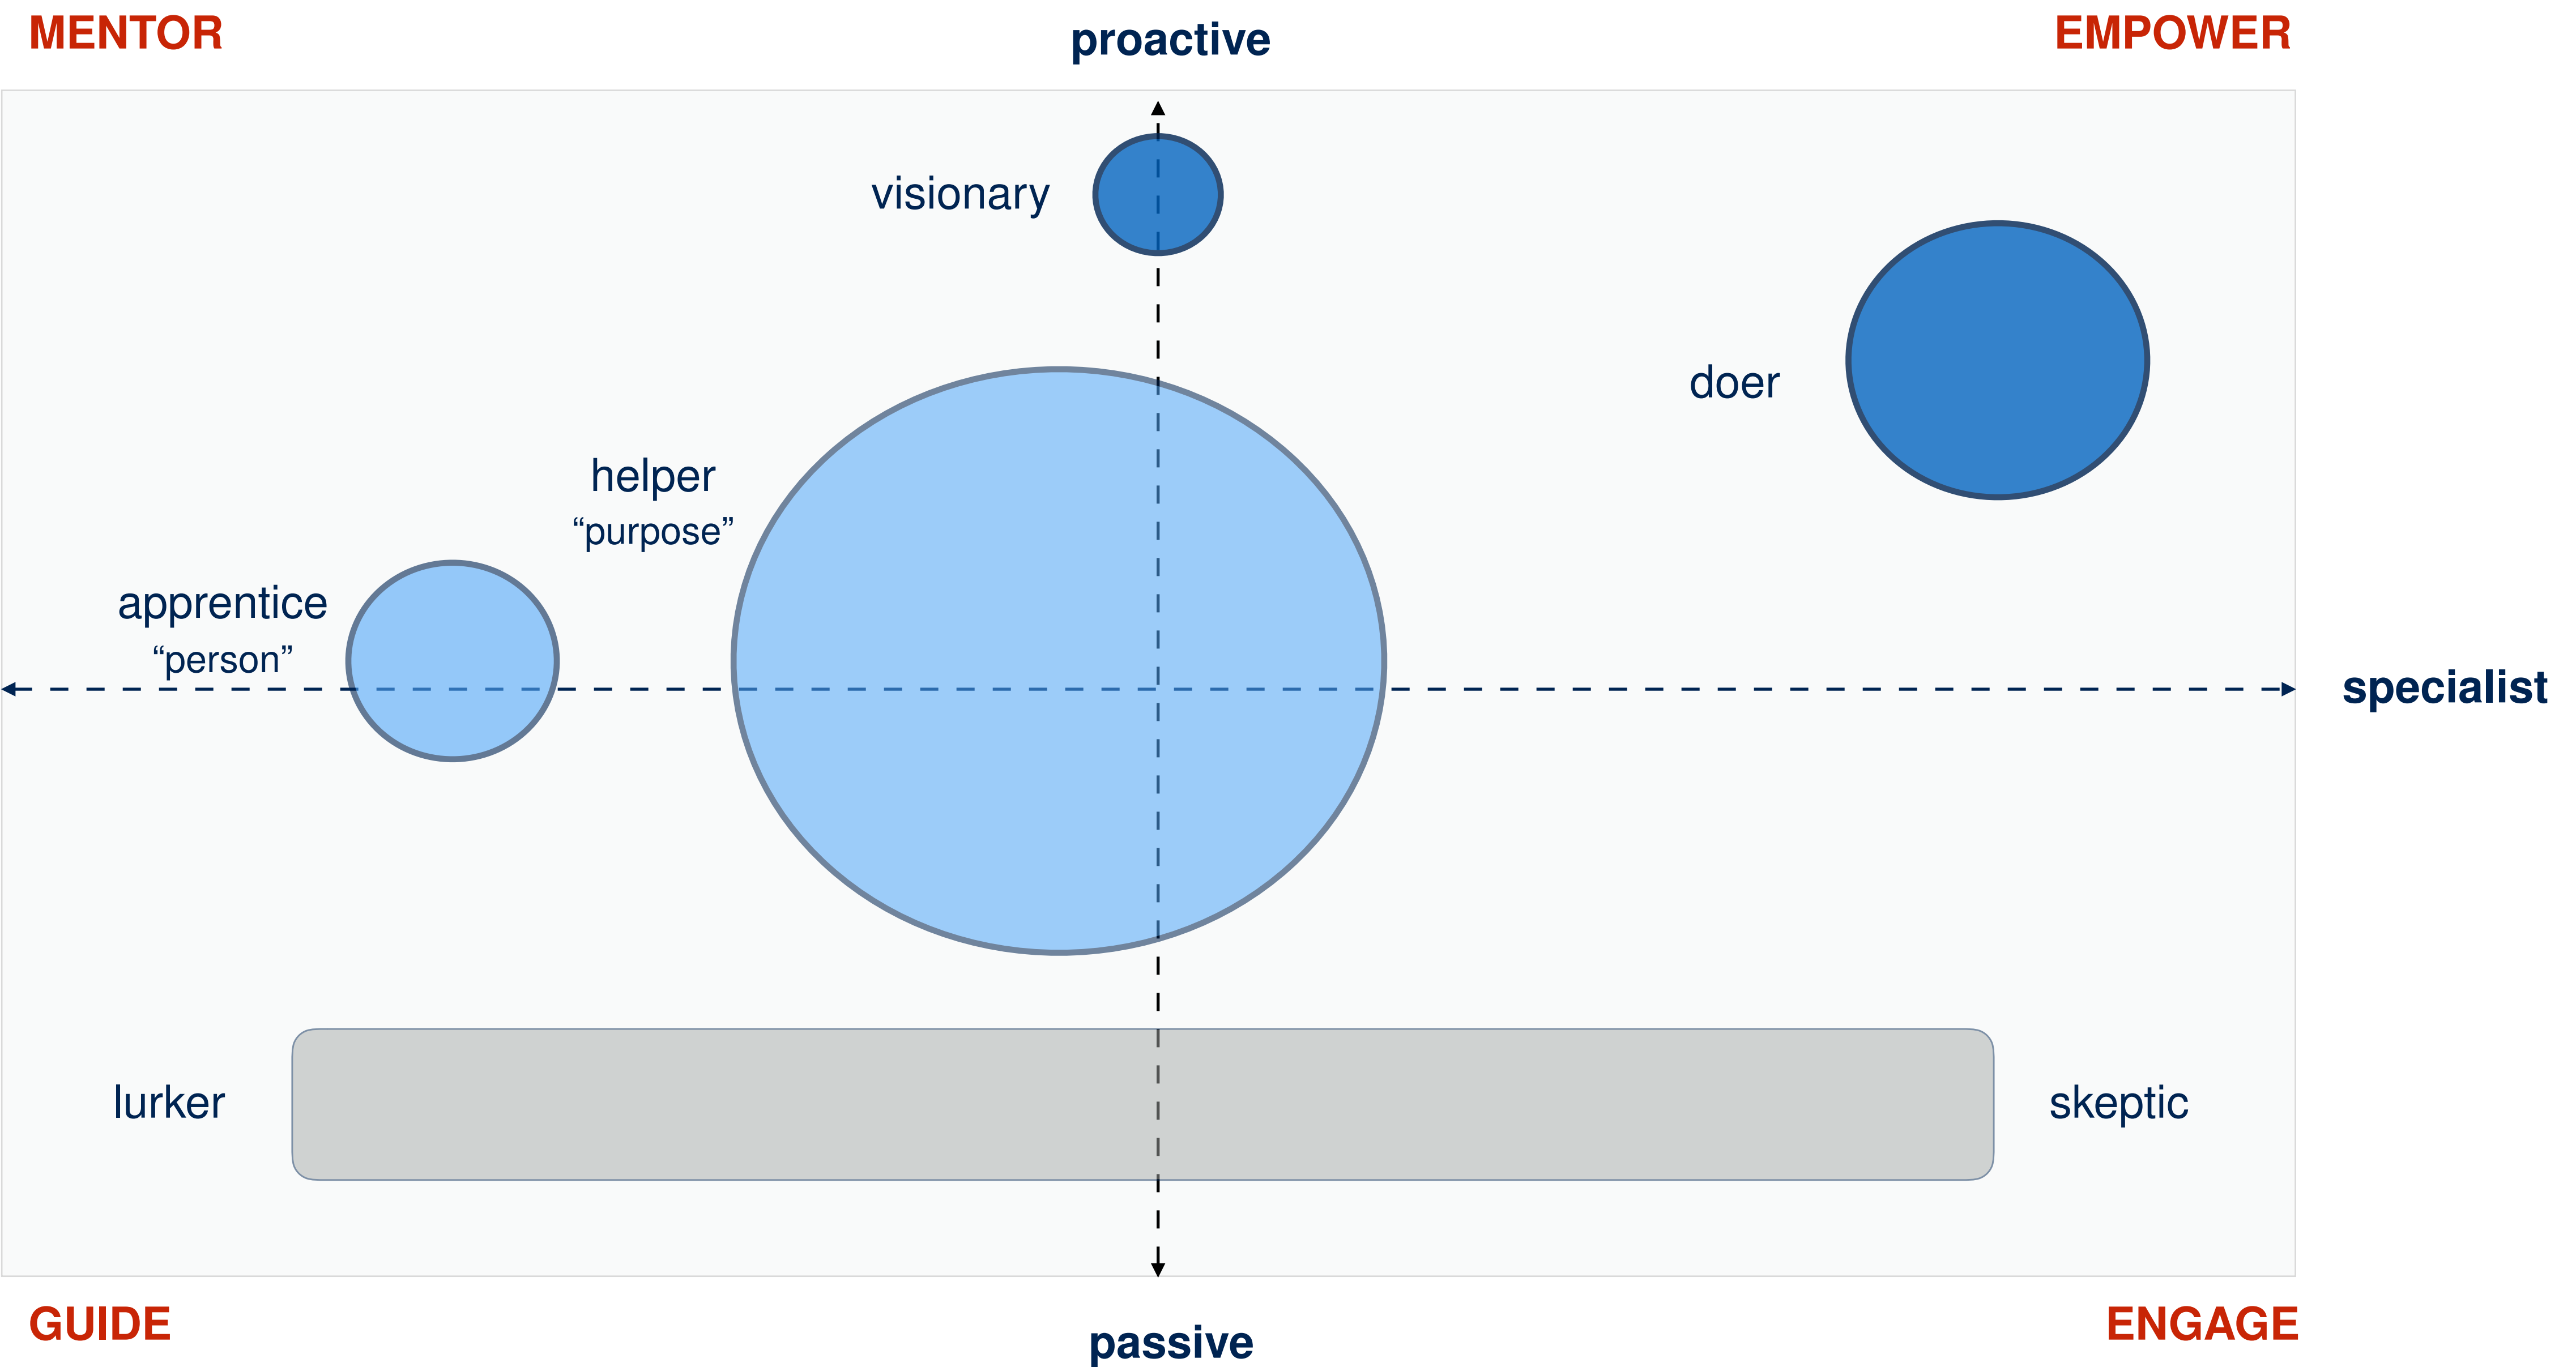 MENTOR
proactive
EMPOWER
visionary
doer
helper
“purpose”
apprentice
“person”
specialist
lurker
skeptic
GUIDE
passive
ENGAGE